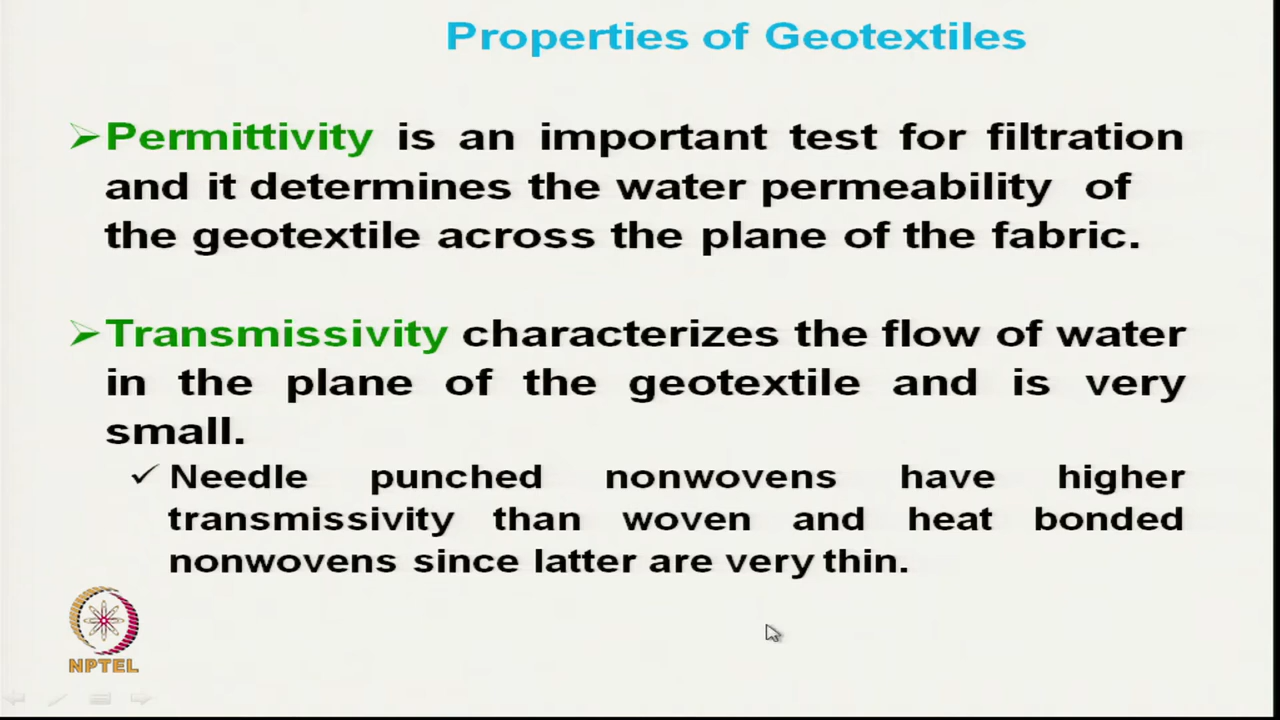 Properties of Geotextiles
Permittivity is an important test for filtration
and it determines the water permeability of
the geotextile across the plane of the fabric.
Transmissivity characterizes the flow of water
in the plane of the geotextile and is very
small.
Needle punched nonwovens have higher
transmissivity than woven and heat bonded
nonwovens since latter are very thin.
NPTEL